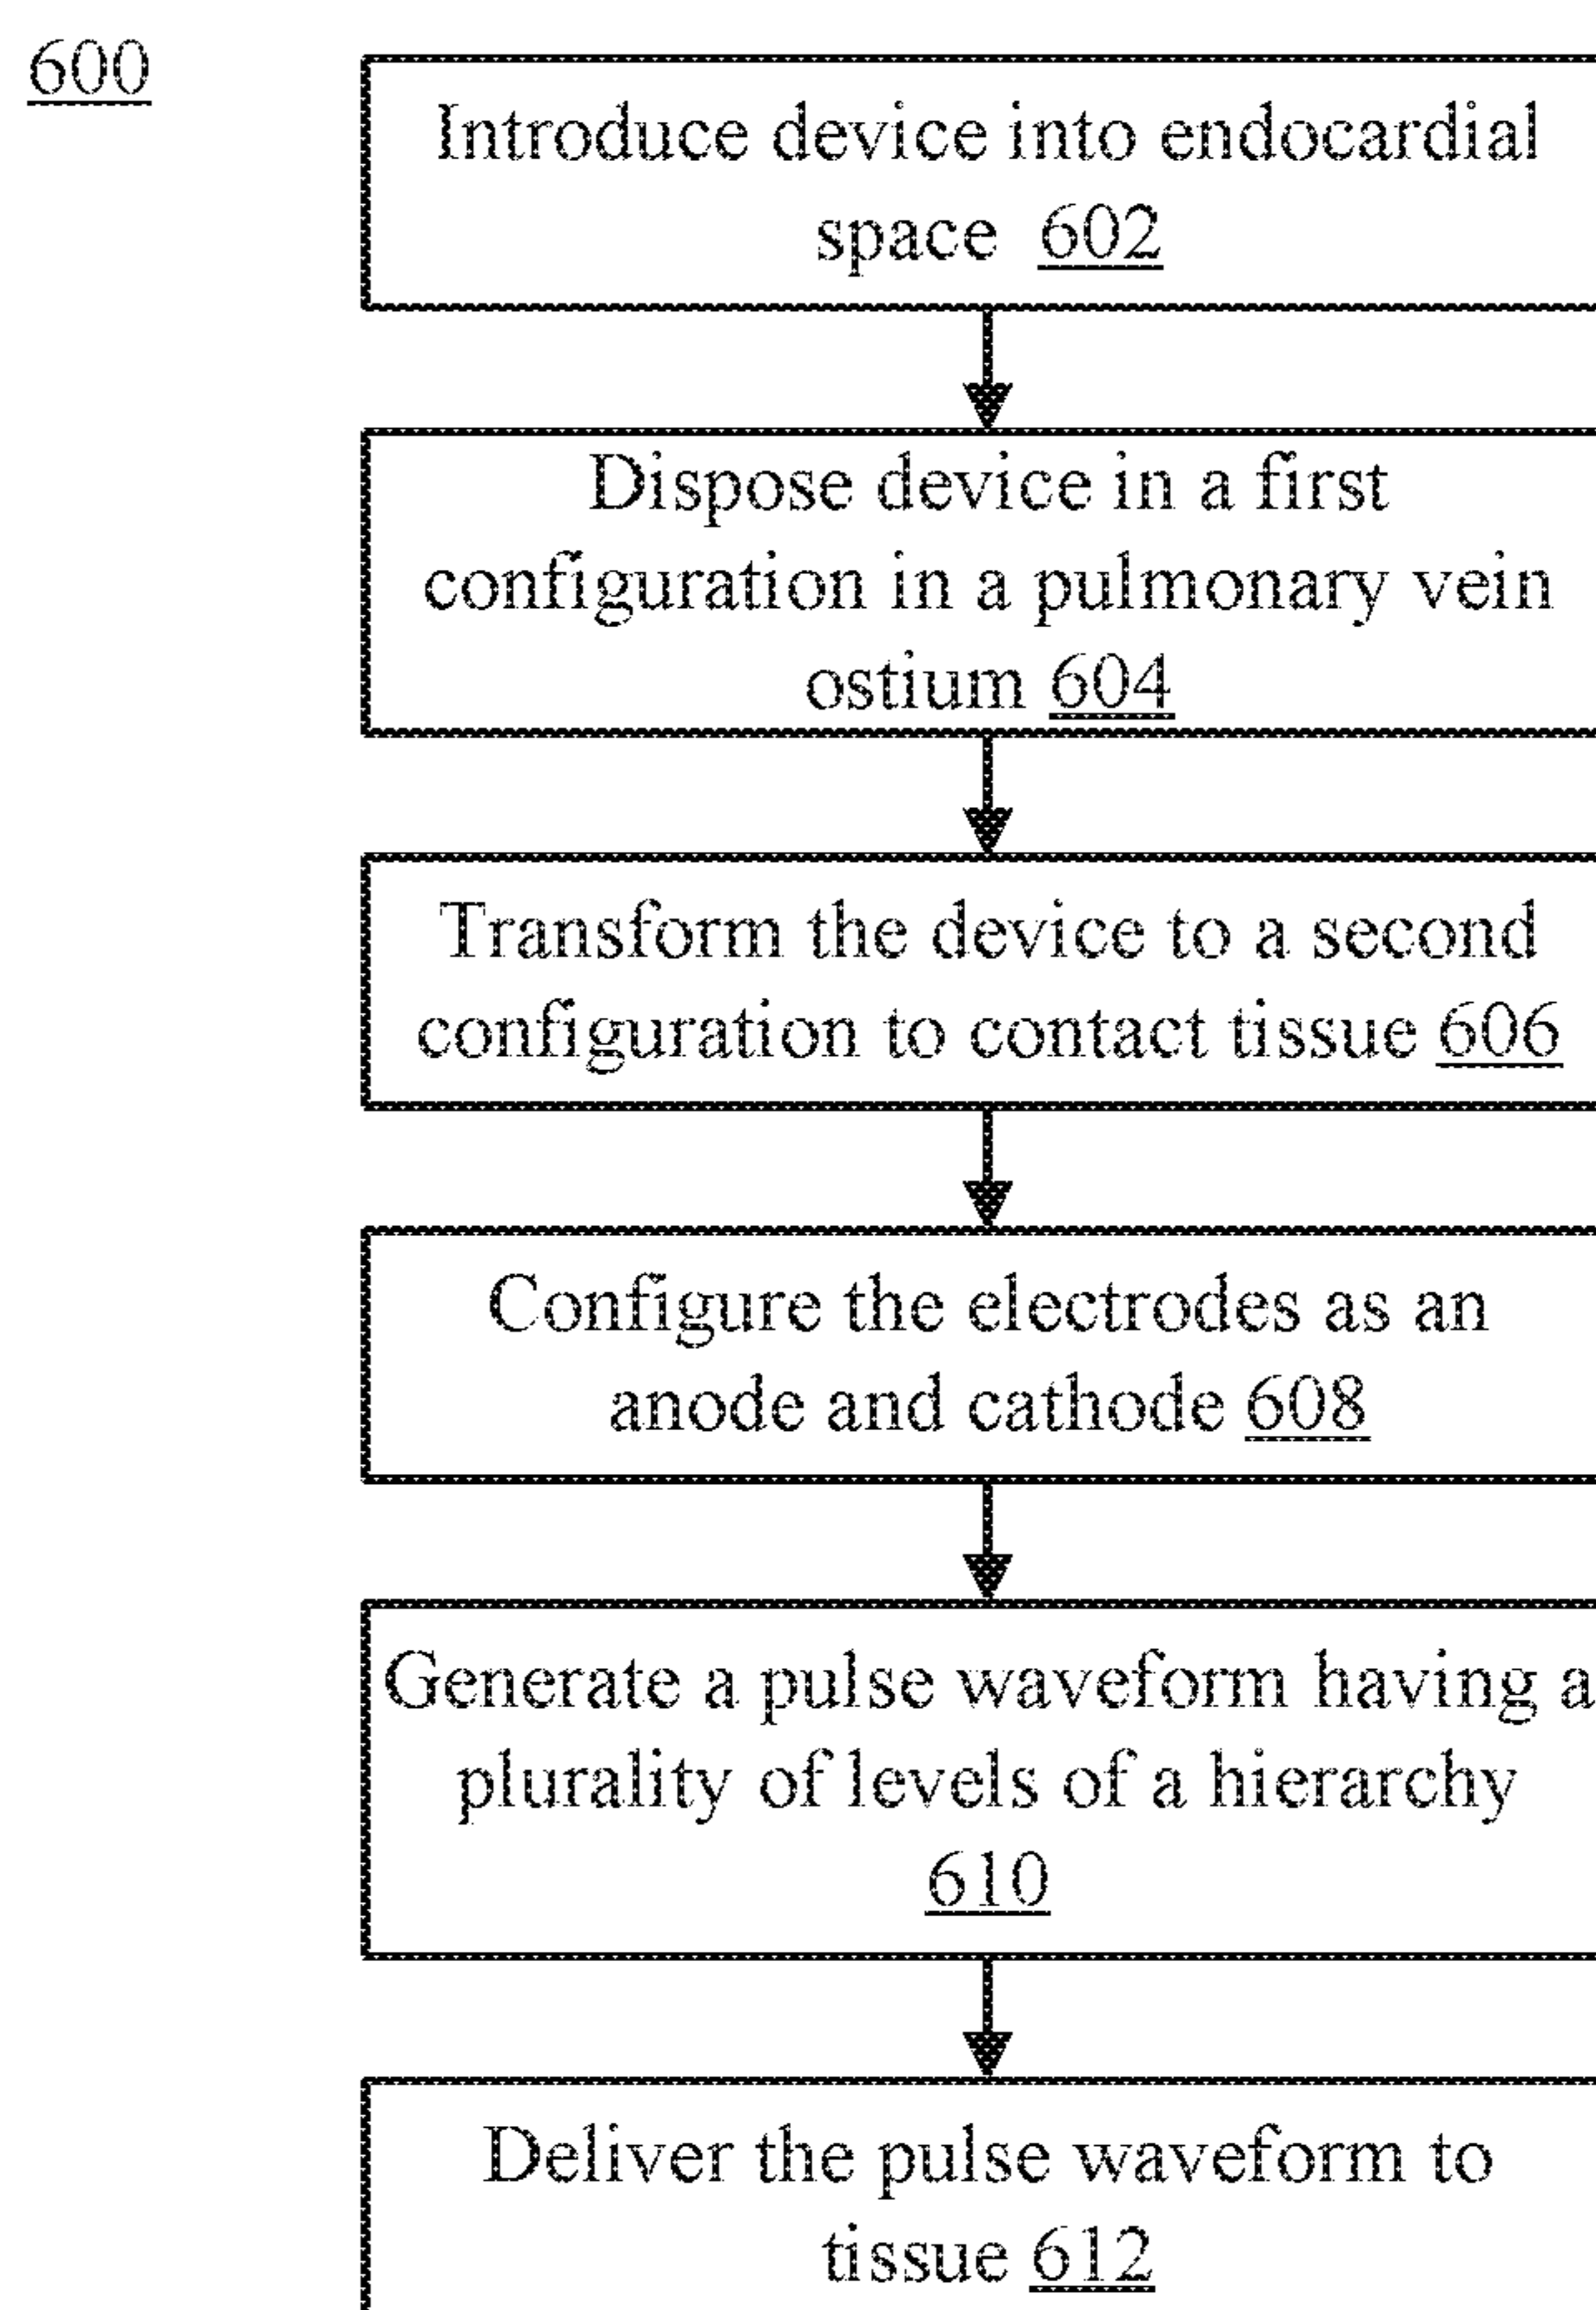 600
Introduce device into endocardial
space 602
Dispose device in a first
configuration in a pulmonary vein
ostium 604
Transform the device to a second
configuration to contact tissue 606
Configure the electrodes as an
anode and cathode 608
Generate a pulse waveform having a
plurality of levels of a hierarchy
610
Deliver the pulse waveform to
tissue 612